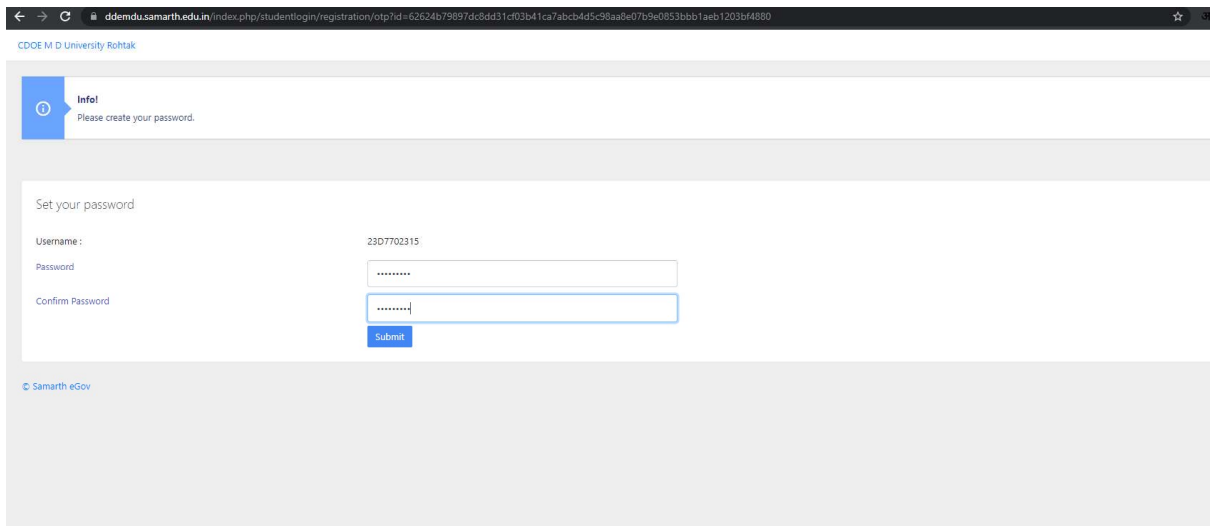 ddemdu.samarth.edu.in/index.php/studentlogin/registration/otp?id=62624b79897dc8dd31cf03b41ca7abcb4d5c98aa8e07b9e0853bbb1aeb1203bf4880
CDOE M D University Rohtak
Info!
Please create your password.
Set your password
Username :
23D7702315
Password
•••••••••
Confirm Password
•••••••••
Submit
© Samarth eGov